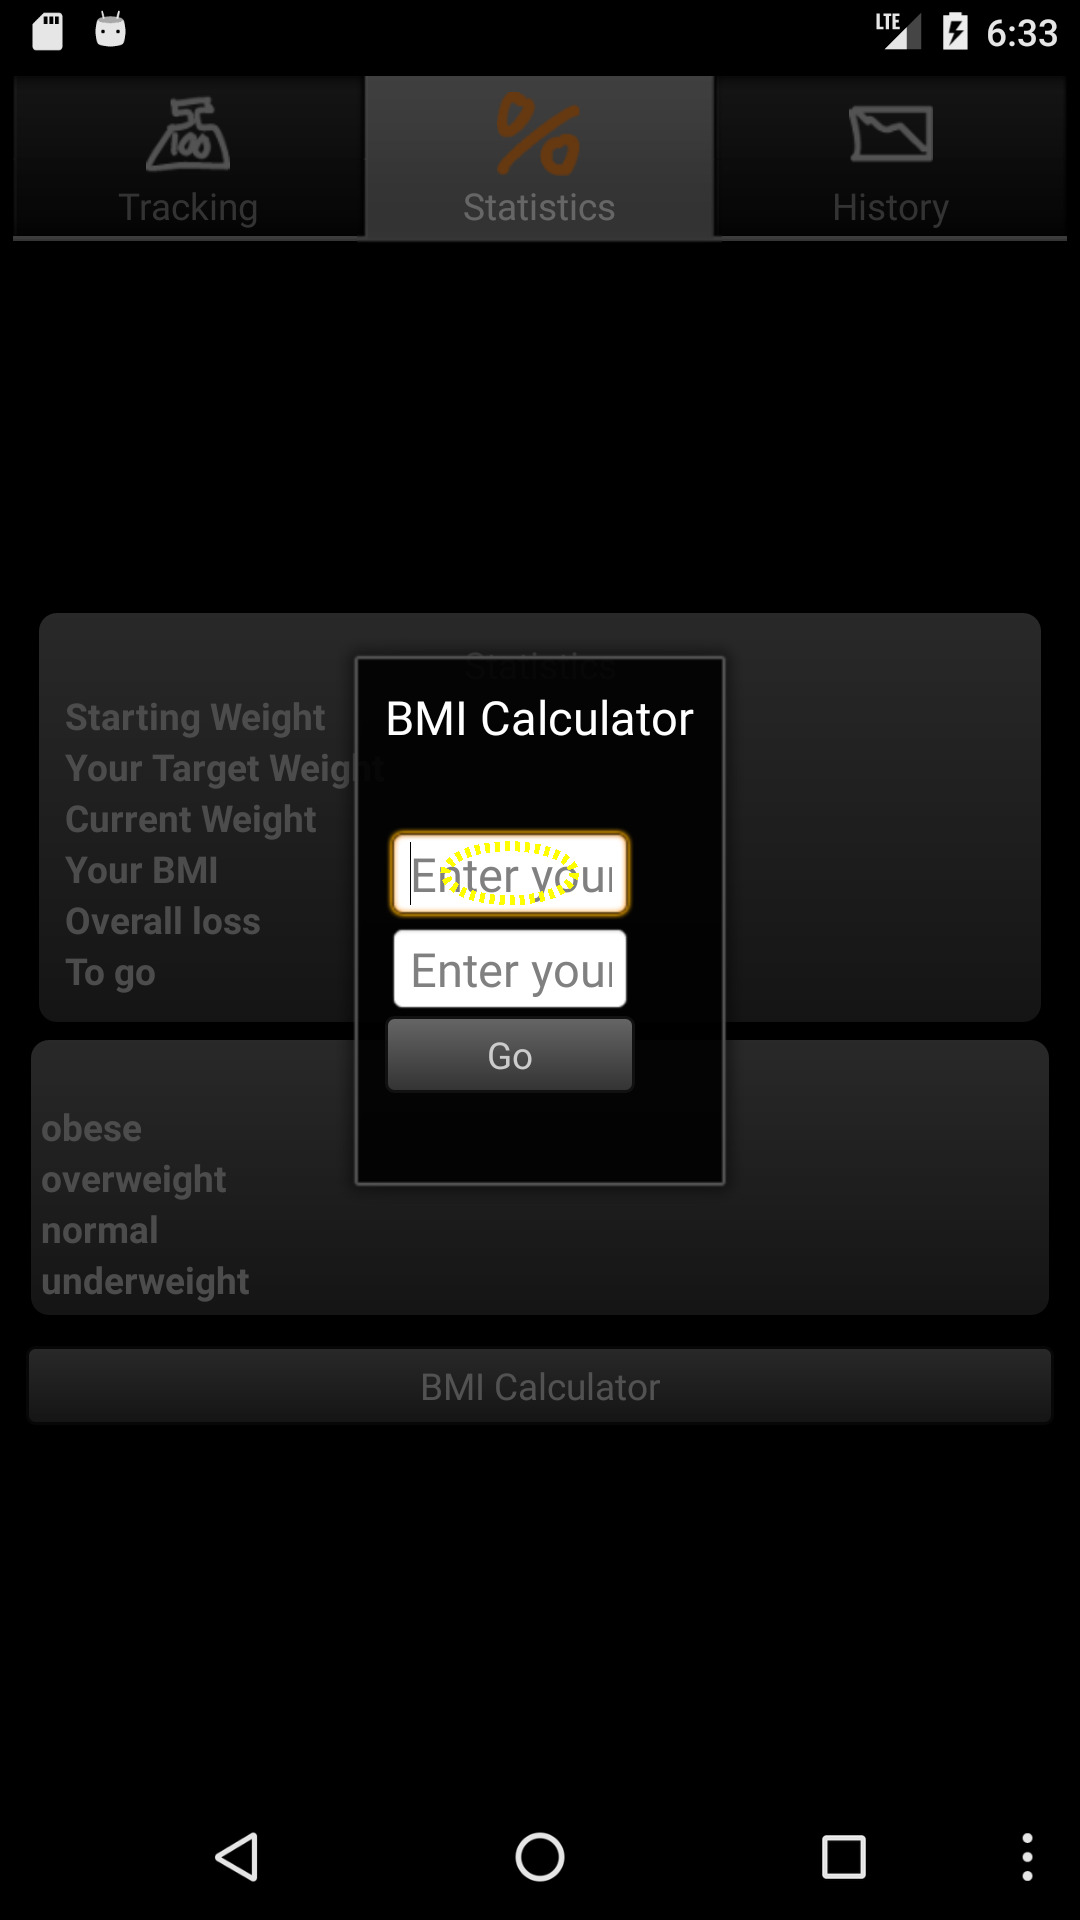 LTE 6:33
5C
100
%
Tracking Statistics History
Statistics
BMI Calculator
Starting Weight
Your Target Weight
Current Weight
Your BMI
Overall loss
To go
Enter your
Enter your
Go
obese
overweight
normal
underweight
BMI Calculator